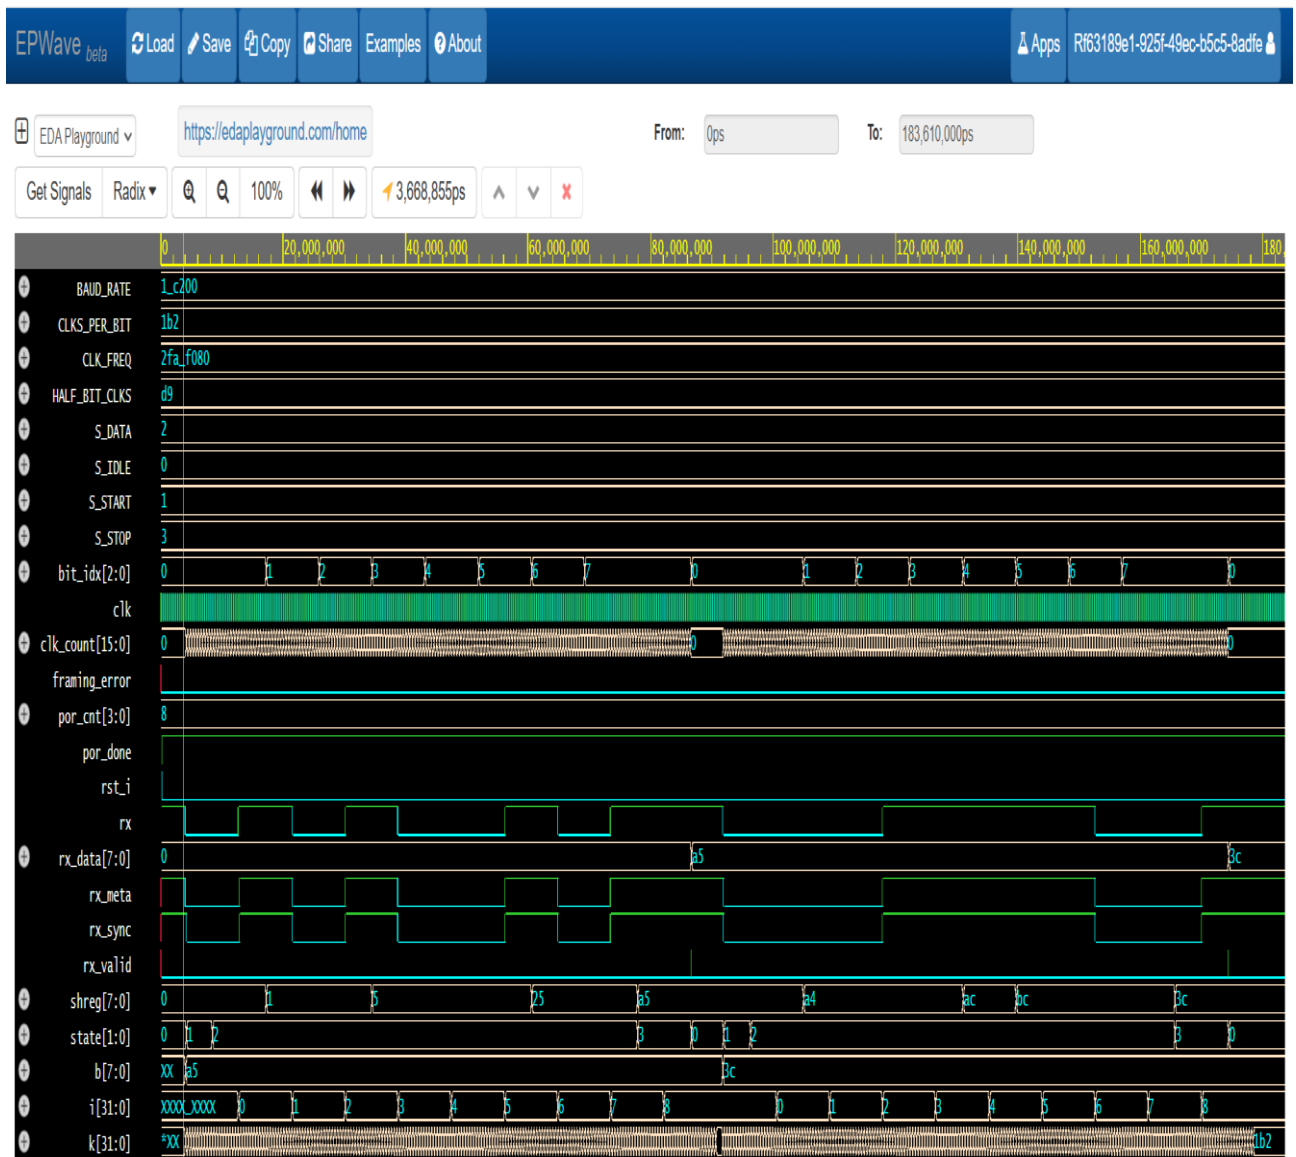 EPWave beta Load Save Copy Share Examples About Apps Rf63189e1-925f-49ec-b5c5-8adfe
EDA Playground https://edaplayground.com/home From: 0ps To: 183,610,000ps
Get Signals Radix 100% 3,668,855ps
0 20,000,000 40,000,000 60,000,000 80,000,000 100,000,000 120,000,000 140,000,000 160,000,000 180,
BAUD_RATE 1_c200
CLKS_PER_BIT 1b2
CLK_FREQ 2fa_f080
HALF_BIT_CLKS d9
S_DATA 2
S_IDLE 0
S_START 1
S_STOP 3
bit_idx[2:0] 0 1 2 3 4 5 6 7 0 1 2 3 4 5 6 7 0
clk
clk_count[15:0] 0 0 0
framing_error
por_cnt[3:0] 8
por_done
rst_i
rx
rx_data[7:0] 0 a5 3c
rx_meta
rx_sync
rx_valid
shreg[7:0] 0 1 5 25 a5 a4 ac bc 3c
state[1:0] 0 1 2 3 0 1 2 3 0
b[7:0] XX a5 3c
i[31:0] XXXX_XXXX 0 1 2 3 4 5 6 7 8 0 1 2 3 4 5 6 7 8
k[31:0] *XX 1b2